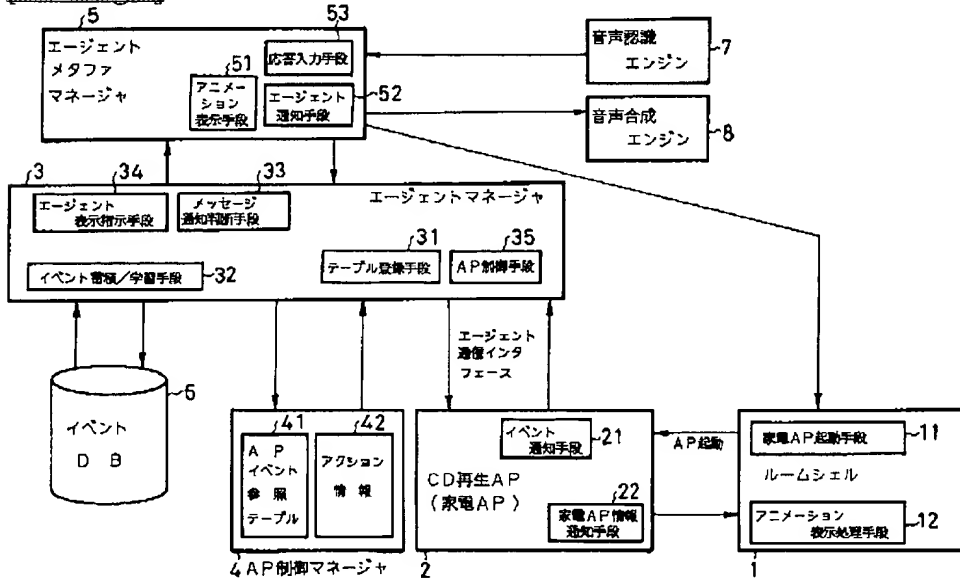 5
エージェント
メタファ
マネージャ
53
応答入力手段
51
アニメー
ション
表示手段
エージェント
通知手段
52
音声認識
エンジン
7
音声合成
エンジン
8
3
34
エージェント
表示指示手段
33
メッセージ
通知判断手段
エージェントマネージャ
31
テーブル登録手段
35
AP制御手段
イベント蓄積/学習手段
32
エージェント
通信インタ
フェース
イベント
DB
6
41
AP
イベント
参照
テーブル
42
アクション
情報
4 AP制御マネージャ
イベント
通知手段
21
CD再生AP
(家電AP)
22
家電AP情報
通知手段
2
AP起動
家電AP起動手段
11
ルームシェル
アニメーション
表示処理手段
12
1